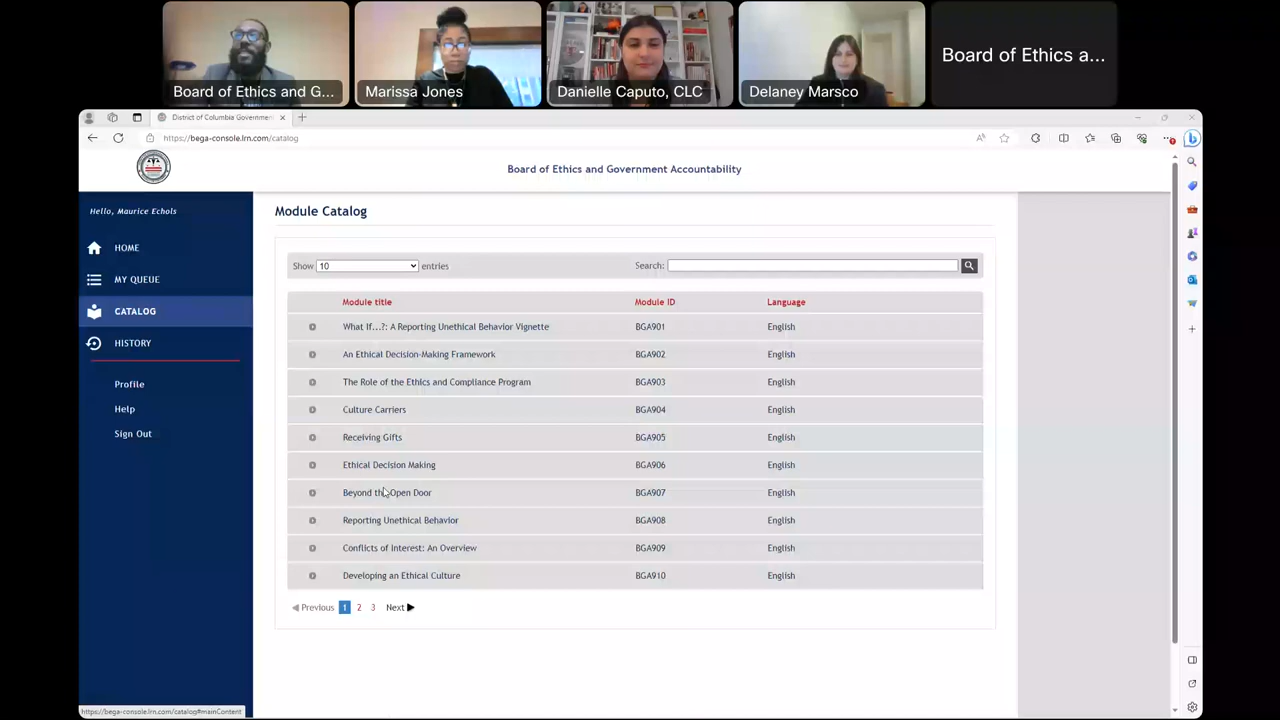 Board of Ethics and G...
Marissa Jones
Danielle Caputo, CLC
Delaney Marsco
Board of Ethics a...
District of Columbia Governmen
https://bega-console.lrn.com/catalog
Board of Ethics and Government Accountability
Hello, Maurice Echols
HOME
MY QUEUE
CATALOG
HISTORY
Profile
Help
Sign Out
Module Catalog
Show 10 entries Search:
Module title Module ID Language
What If...?: A Reporting Unethical Behavior Vignette BGA901 English
An Ethical Decision-Making Framework BGA902 English
The Role of the Ethics and Compliance Program BGA903 English
Culture Carriers BGA904 English
Receiving Gifts BGA905 English
Ethical Decision Making BGA906 English
Beyond the Open Door BGA907 English
Reporting Unethical Behavior BGA908 English
Conflicts of Interest: An Overview BGA909 English
Developing an Ethical Culture BGA910 English
Previous 1 2 3 Next
https://bega-console.lrn.com/catalog#mainContent